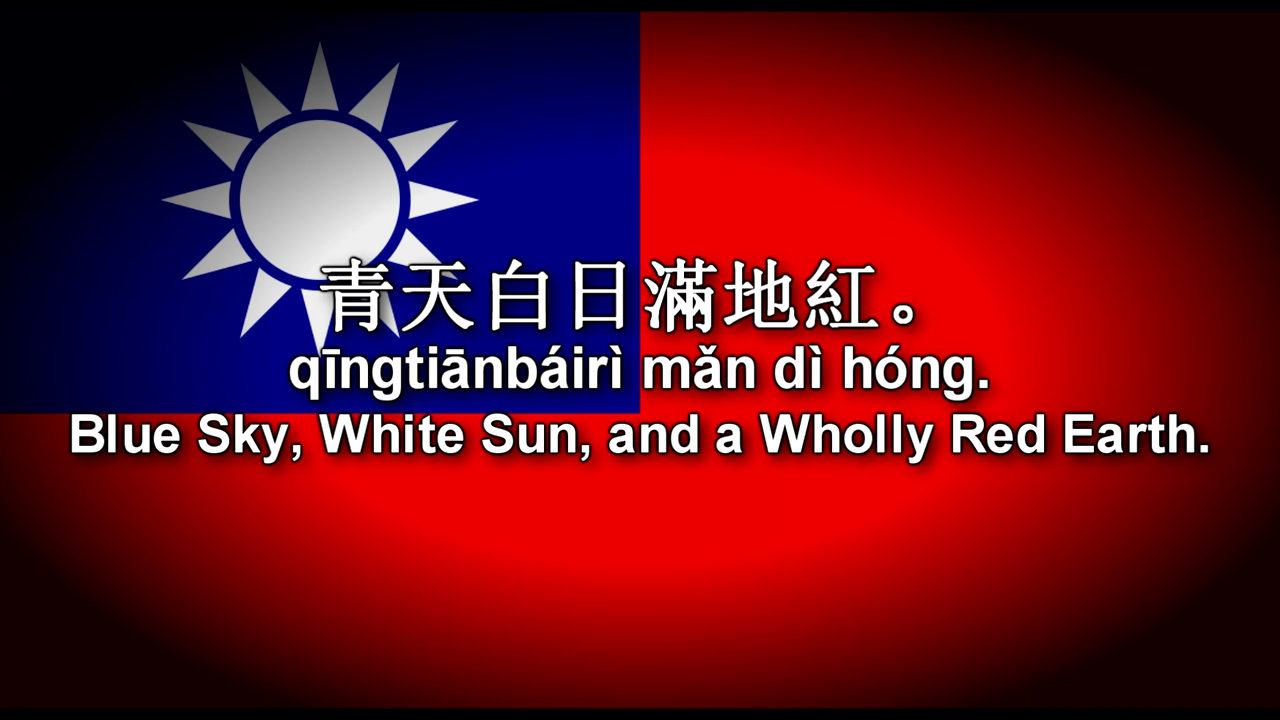 青天白日滿地紅。
qīngtiānbáirì mǎn dì hóng.
Blue Sky, White Sun, and a Wholly Red Earth.